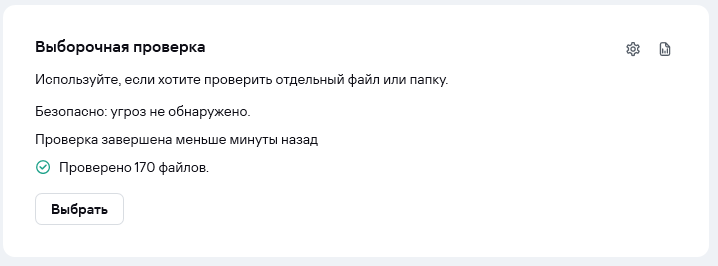 Выборочная проверка
Используйте, если хотите проверить отдельный файл или папку.
Безопасно: угроз не обнаружено.
Проверка завершена меньше минуты назад
Проверено 170 файлов.
Выбрать